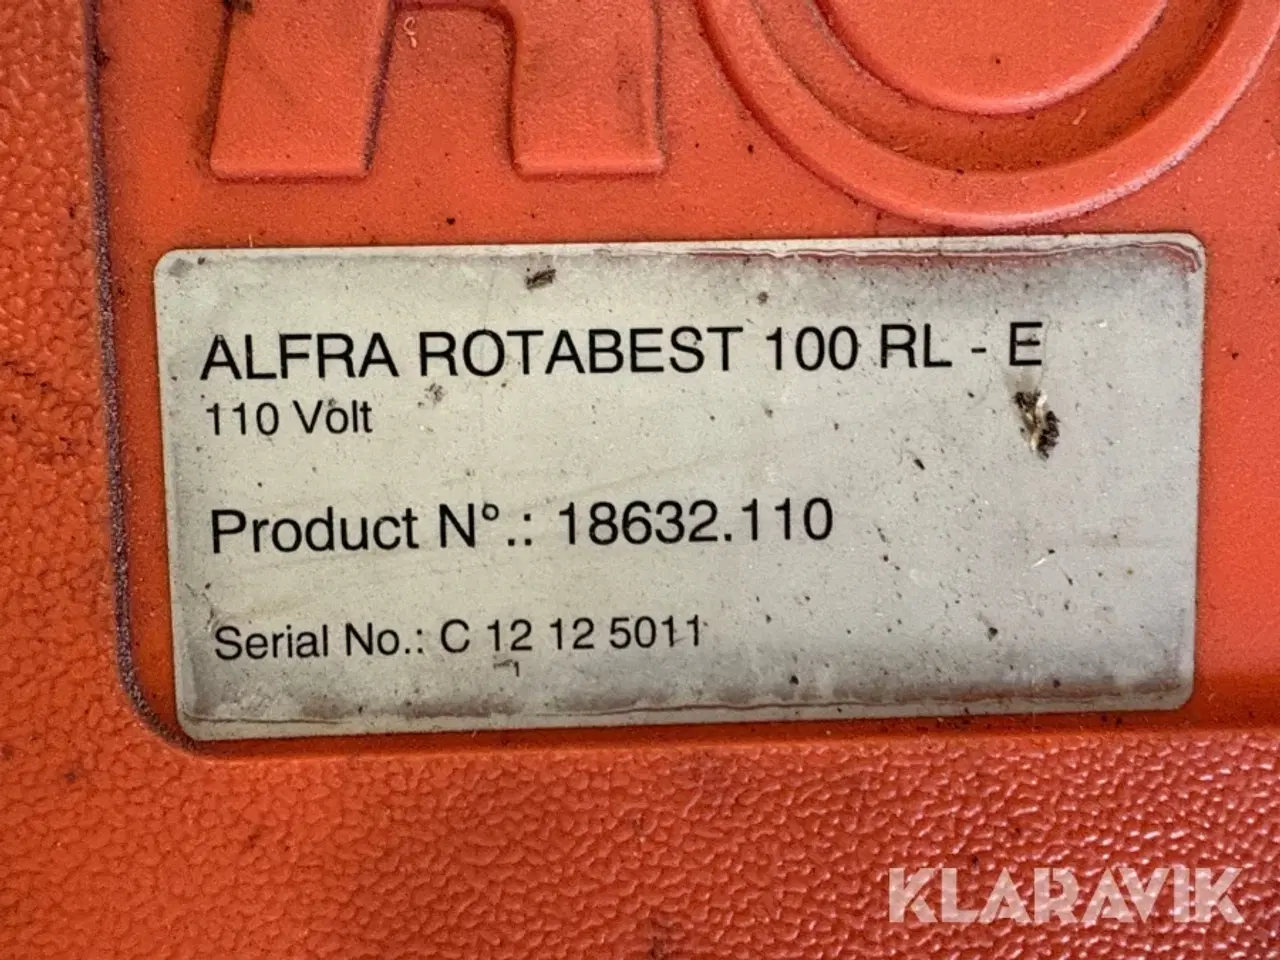 ALFRA ROTABEST 100 RL - E
110 Volt
Product N°.: 18632.110
Serial No.: C 12 12 5011
KLARAVIK